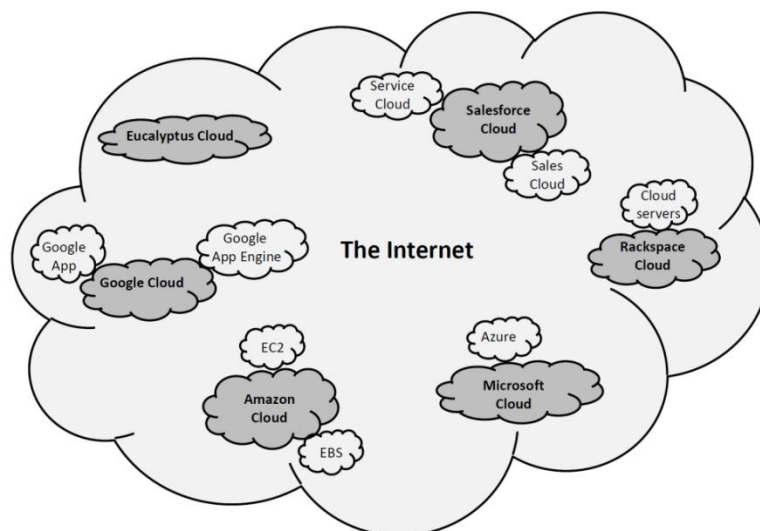 Service
Cloud
Salesforce
Cloud
Eucalyptus Cloud
Sales
Cloud
Cloud
servers
Google
App
Google
App Engine
The Internet
Rackspace
Cloud
Google Cloud
EC2
Azure
Amazon
Cloud
Microsoft
Cloud
EBS